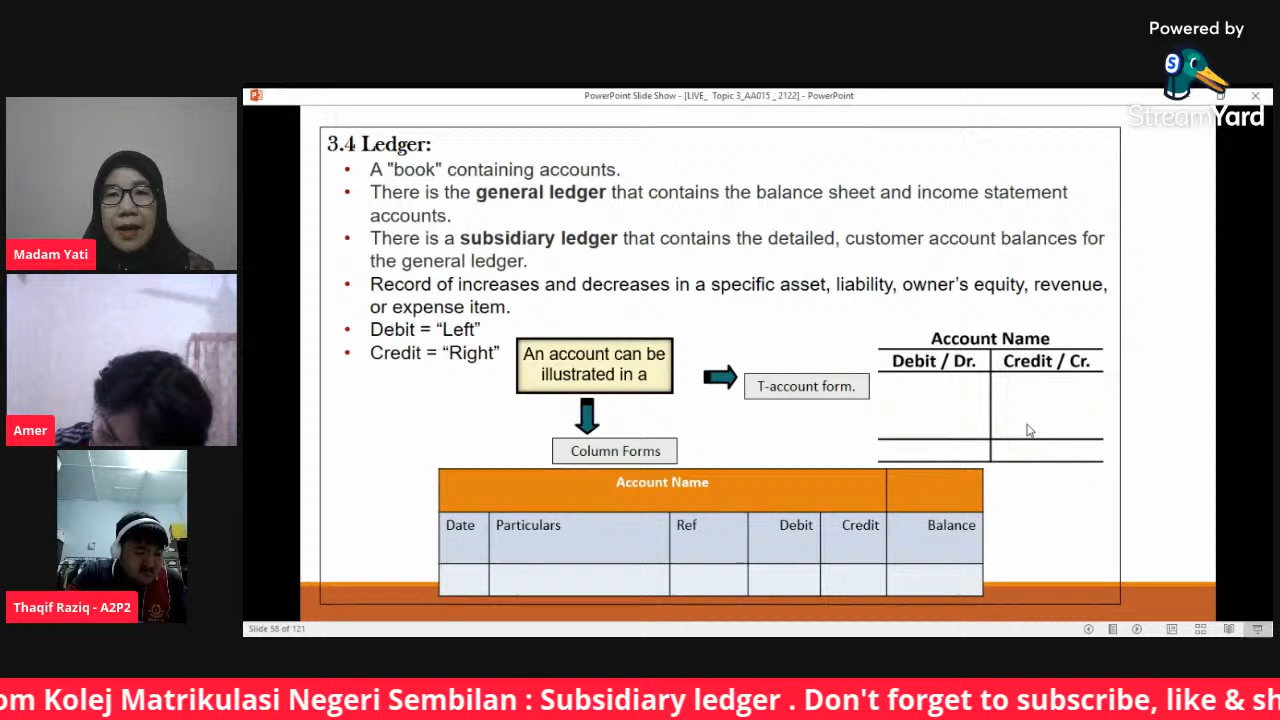 Powered by
StreamYard
PowerPoint Slide Show - [LIVE_ Topic 3_AA015 _ 2122] - PowerPoint
3.4 Ledger:
• A "book" containing accounts.
• There is the general ledger that contains the balance sheet and income statement
accounts.
• There is a subsidiary ledger that contains the detailed, customer account balances for
the general ledger.
• Record of increases and decreases in a specific asset, liability, owner’s equity, revenue,
or expense item.
• Debit = “Left”
• Credit = “Right”
An account can be
illustrated in a
T-account form.
Account Name
Debit / Dr. Credit / Cr.
Column Forms
Account Name
Date Particulars Ref Debit Credit Balance
Slide 58 of 121
Madam Yati
Amer
Thaqif Raziq - A2P2
om Kolej Matrikulasi Negeri Sembilan : Subsidiary ledger . Don't forget to subscribe, like & sh